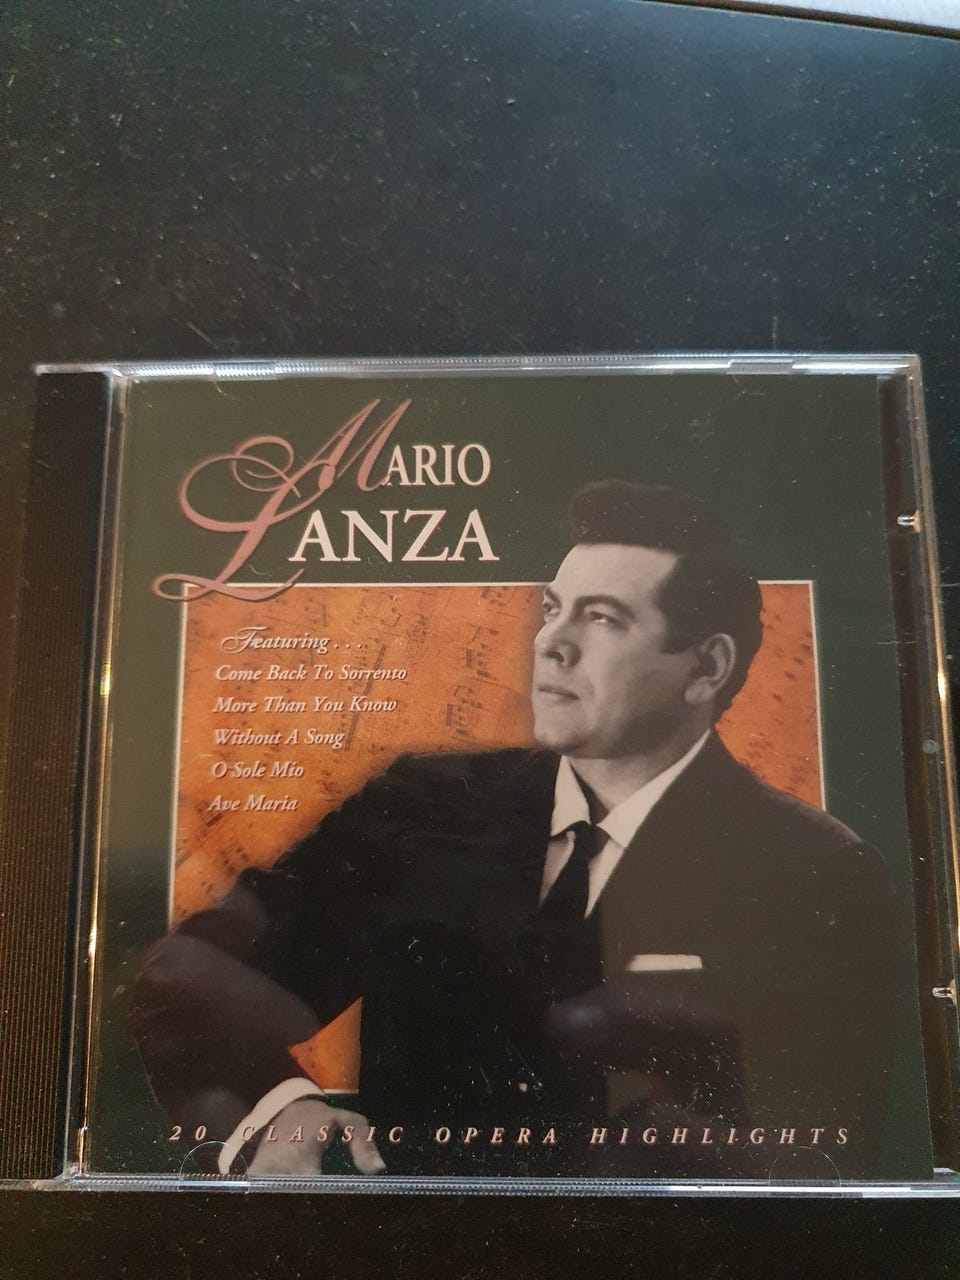 MARIO
LANZA
Featuring . . .
Come Back To Sorrento
More Than You Know
Without A Song
O Sole Mio
Ave Maria
20 CLASSIC OPERA HIGHLIGHTS